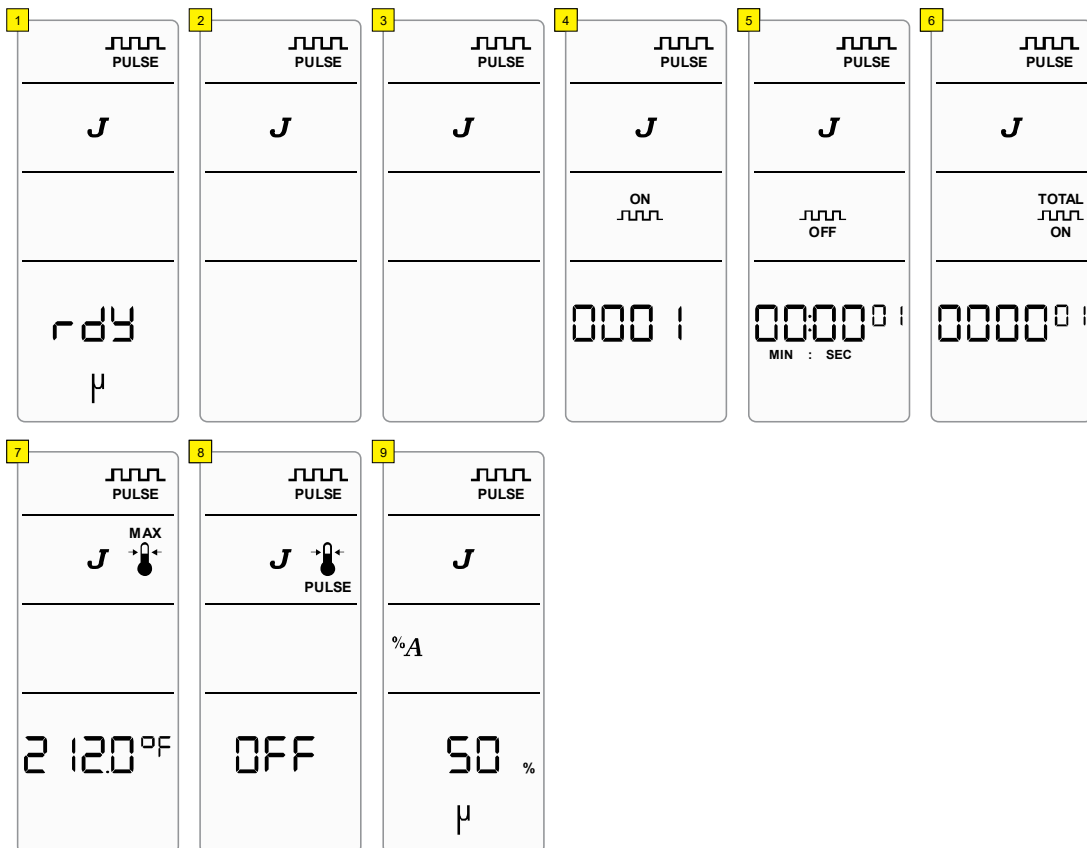 1
PULSE
J
rdy
µ
2
PULSE
J
3
PULSE
J
4
PULSE
J
ON
0001
5
PULSE
J
OFF
00:00 01
MIN : SEC
6
PULSE
J
TOTAL
ON
0000 01
7
PULSE
MAX
J
212.0 °F
8
PULSE
J
PULSE
OFF
9
PULSE
J
%A
50 %
µ